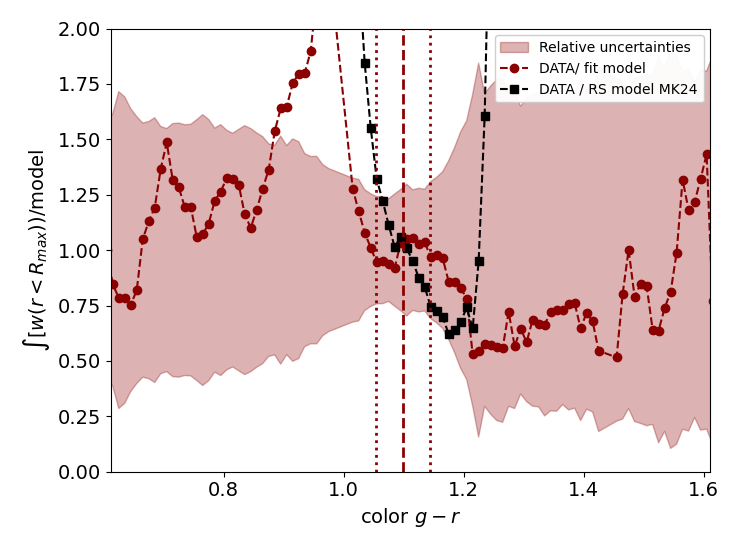 2.00
1.75
1.50
1.25
1.00
0.75
0.50
0.25
0.00
∫[w(r < R_max))/model
Relative uncertainties
DATA/ fit model
DATA / RS model MK24
0.8 1.0 1.2 1.4 1.6
color g − r